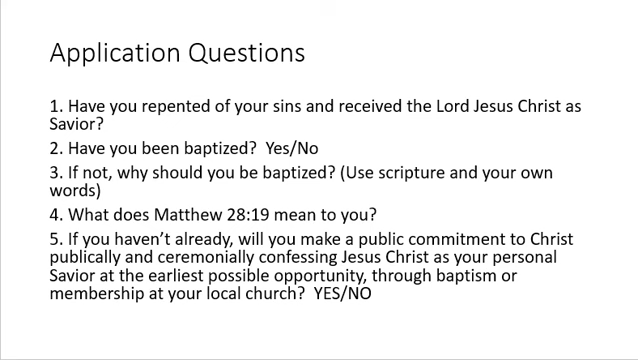 Application Questions
1. Have you repented of your sins and received the Lord Jesus Christ as
Savior?
2. Have you been baptized?  Yes/No
3. If not, why should you be baptized? (Use scripture and your own
words)
4. What does Matthew 28:19 mean to you?
5. If you haven’t already, will you make a public commitment to Christ
publically and ceremonially confessing Jesus Christ as your personal
Savior at the earliest possible opportunity, through baptism or
membership at your local church?  YES/NO